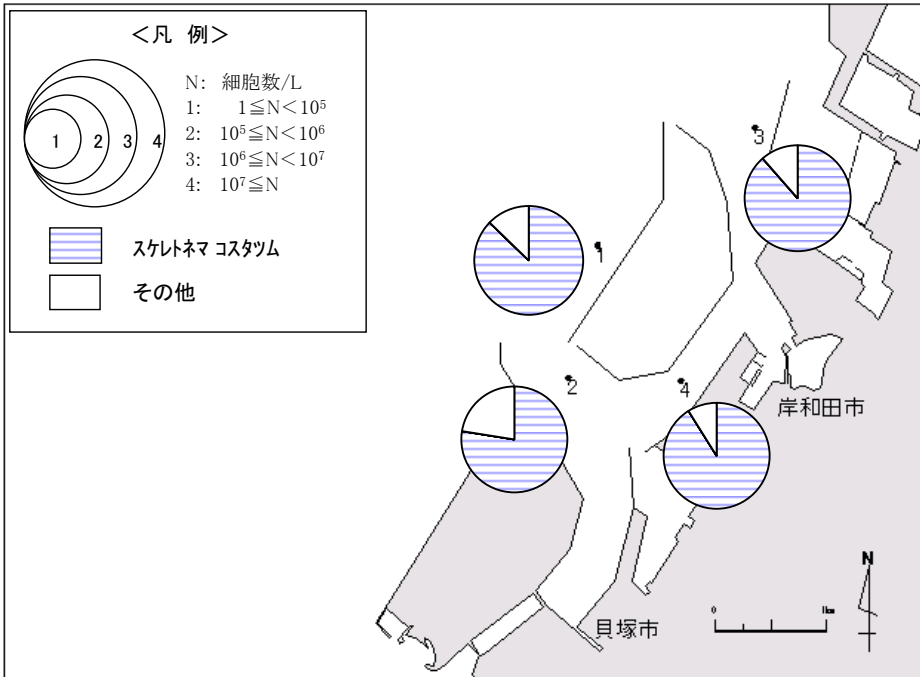 ＜凡 例＞
N: 細胞数/L
1: 1≦N＜10⁵
2: 10⁵≦N＜10⁶
3: 10⁶≦N＜10⁷
4: 10⁷≦N
1 2 3 4
スケレトネマ コスタツム
その他
3
1
2
4
岸和田市
貝塚市
N
0 1km